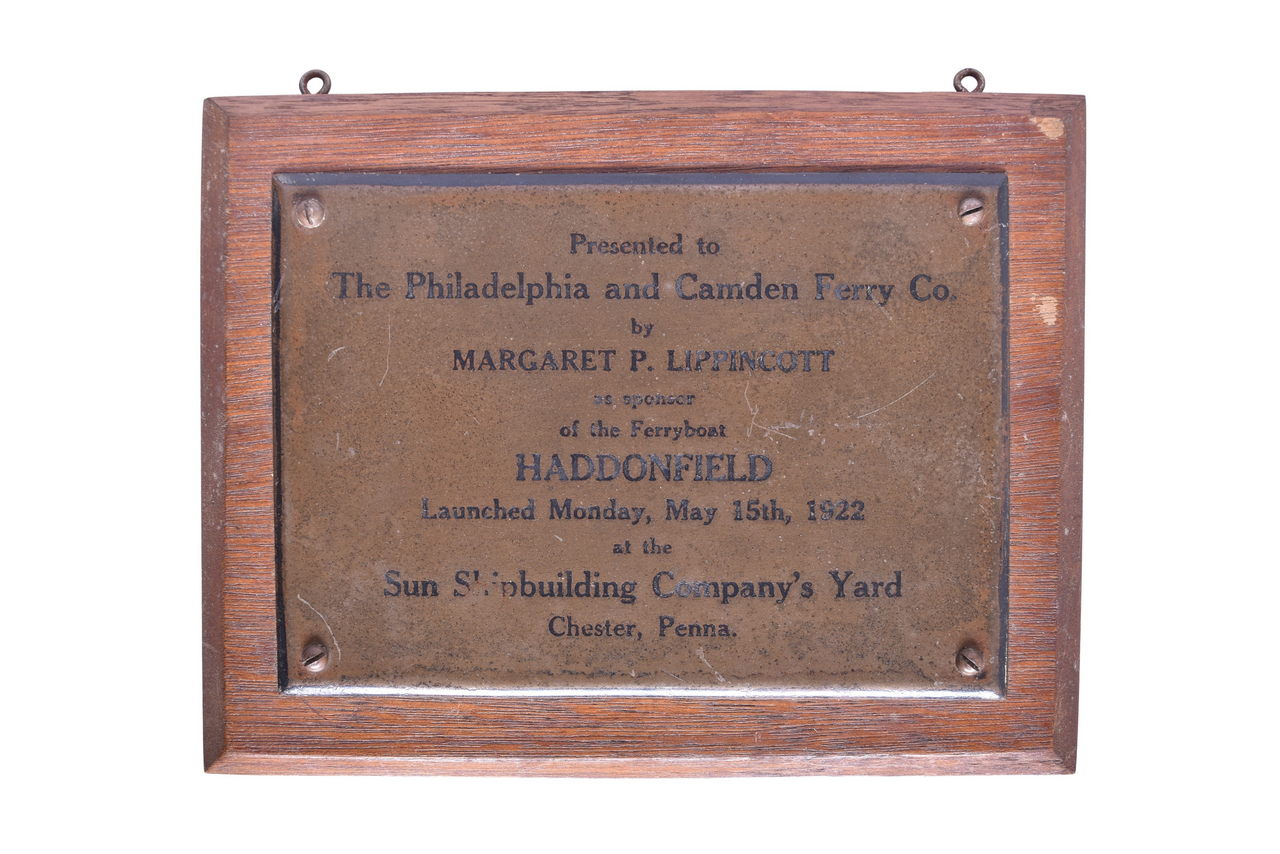 Presented to
The Philadelphia and Camden Ferry Co.
by
MARGARET P. LIPPINCOTT
as sponsor
of the Ferryboat
HADDONFIELD
Launched Monday, May 15th, 1922
at the
Sun Shipbuilding Company's Yard
Chester, Penna.